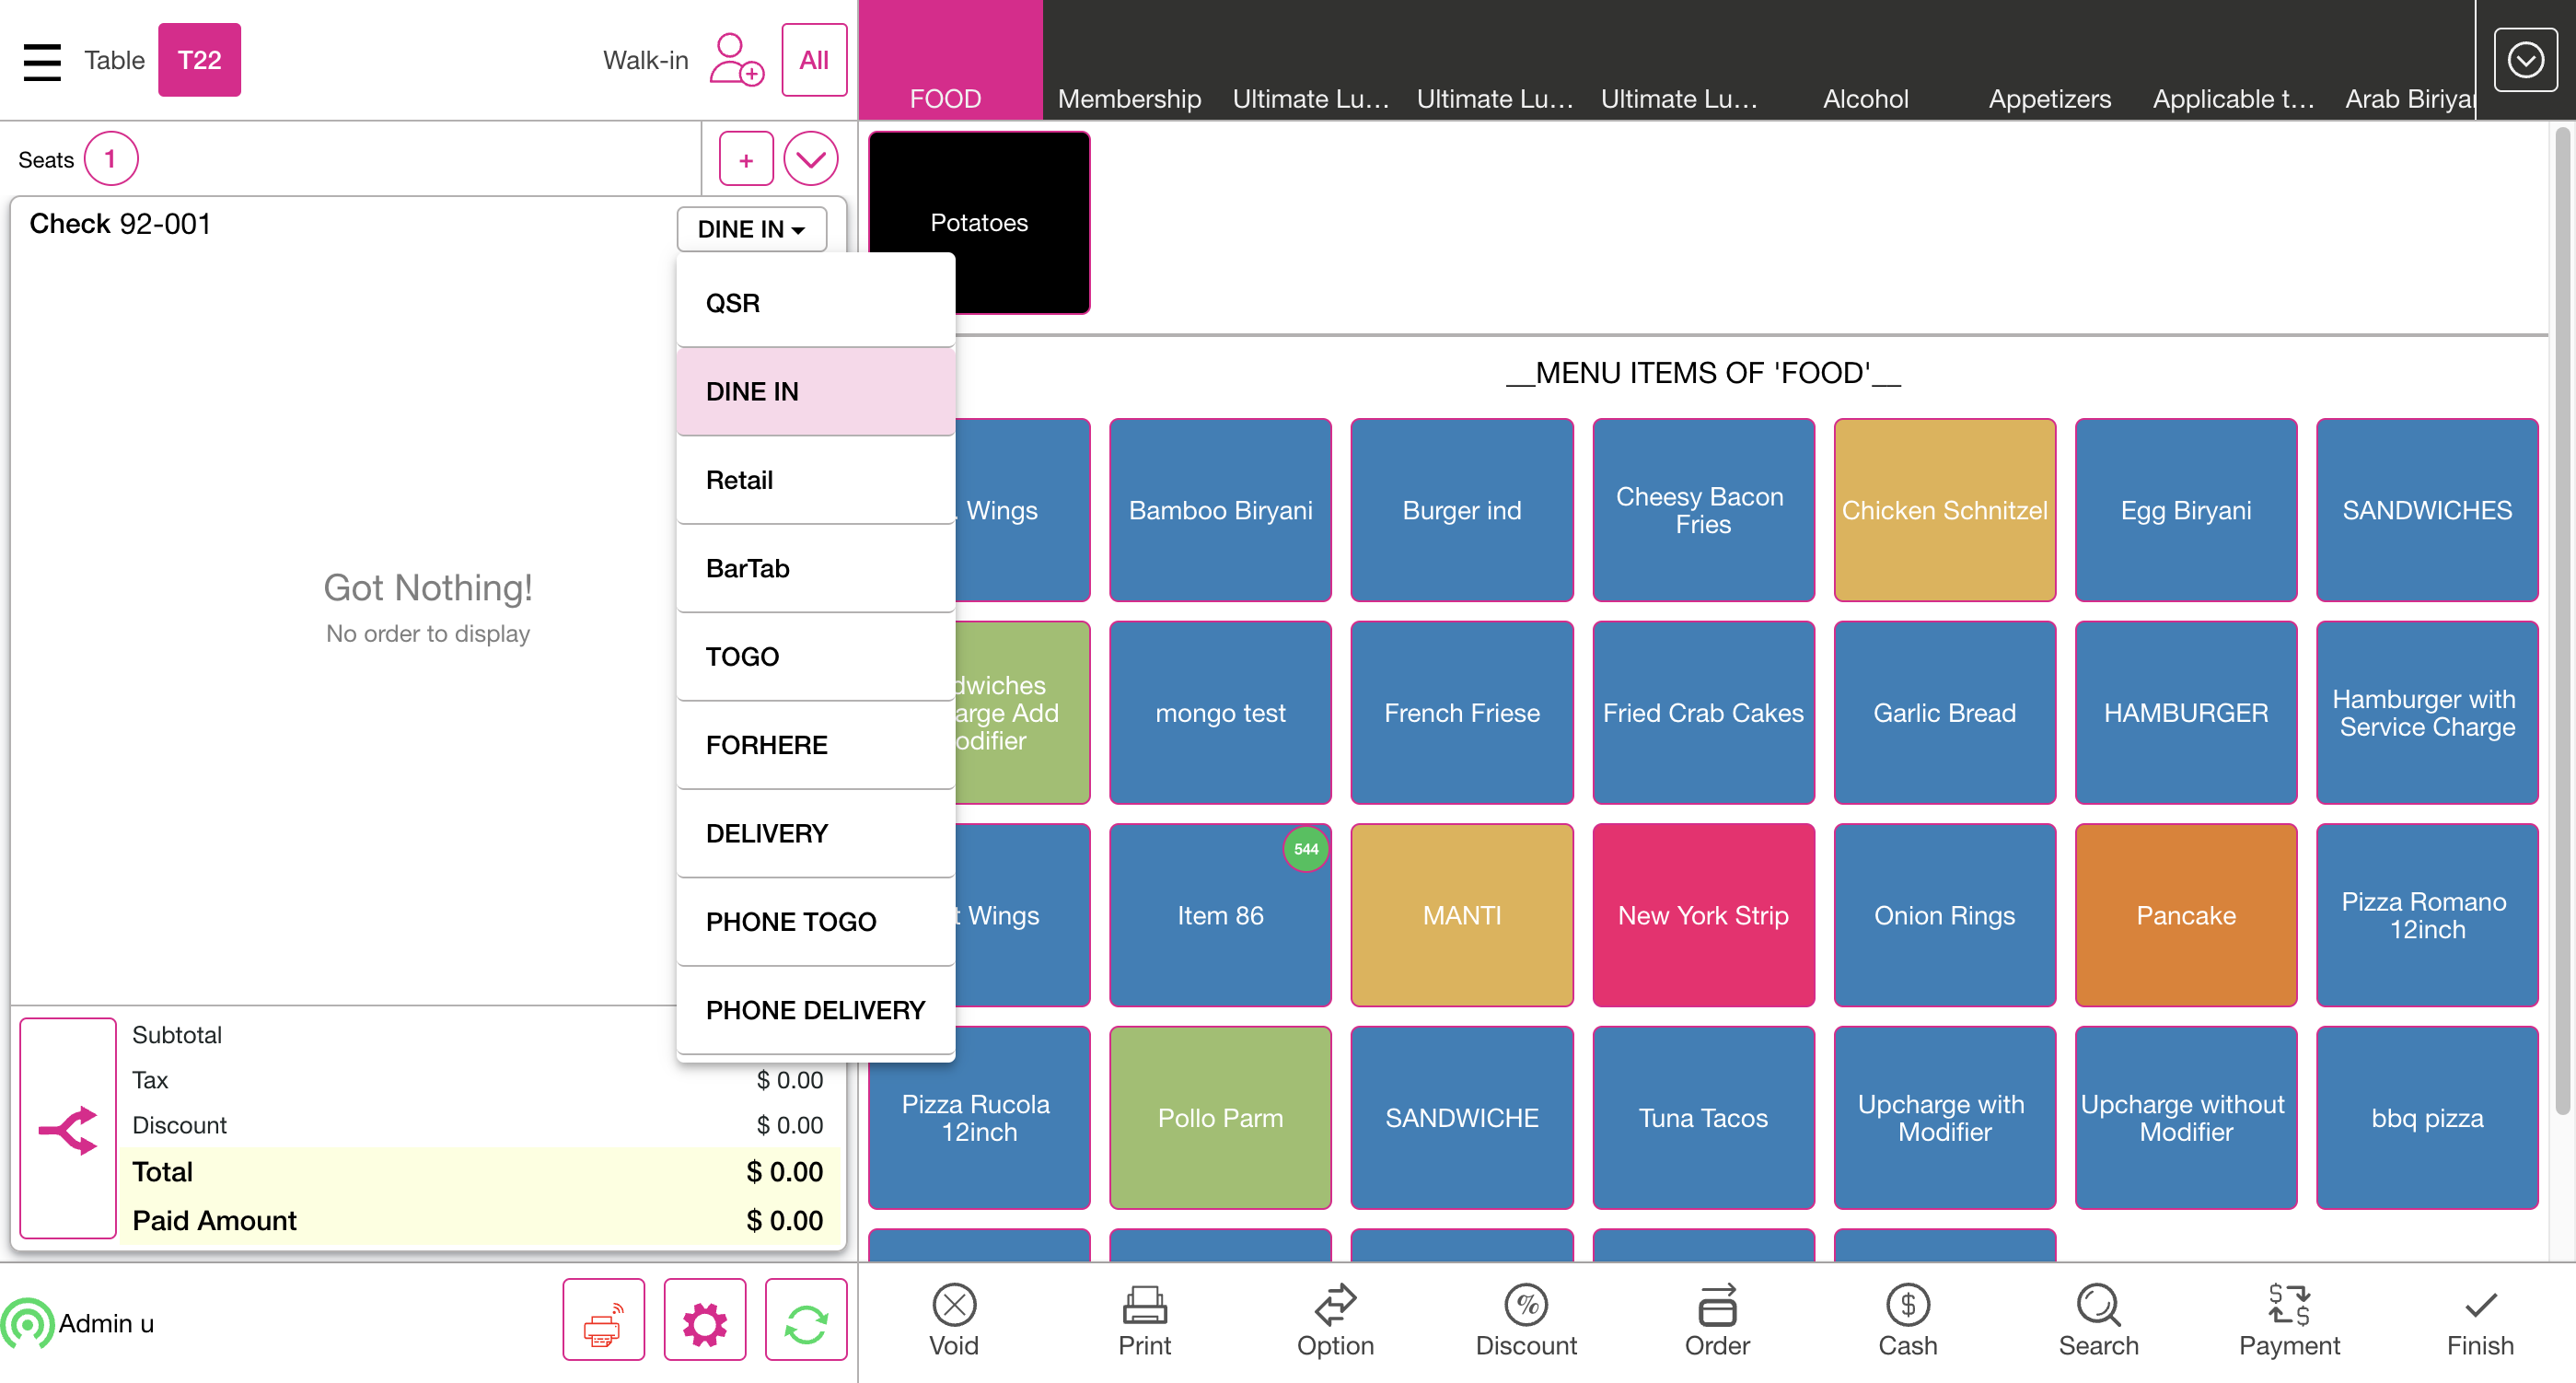 Table T22 Walk-in All
FOOD Membership Ultimate Lu... Ultimate Lu... Ultimate Lu... Alcohol Appetizers Applicable t... Arab Biriya
Seats 1 +
Check 92-001
DINE IN
QSR
DINE IN
Retail
BarTab
TOGO
FORHERE
DELIVERY
PHONE TOGO
PHONE DELIVERY
Got Nothing!
No order to display
Subtotal
Tax $ 0.00
Discount $ 0.00
Total $ 0.00
Paid Amount $ 0.00
Admin u
Potatoes
__MENU ITEMS OF 'FOOD'__
Wings
Bamboo Biryani
Burger ind
Cheesy Bacon
Fries
Chicken Schnitzel
Egg Biryani
SANDWICHES
dwiches
arge Add
odifier
mongo test
French Friese
Fried Crab Cakes
Garlic Bread
HAMBURGER
Hamburger with
Service Charge
t Wings
544
Item 86
MANTI
New York Strip
Onion Rings
Pancake
Pizza Romano
12inch
Pizza Rucola
12inch
Pollo Parm
SANDWICHE
Tuna Tacos
Upcharge with
Modifier
Upcharge without
Modifier
bbq pizza
Void Print Option Discount Order Cash Search Payment Finish